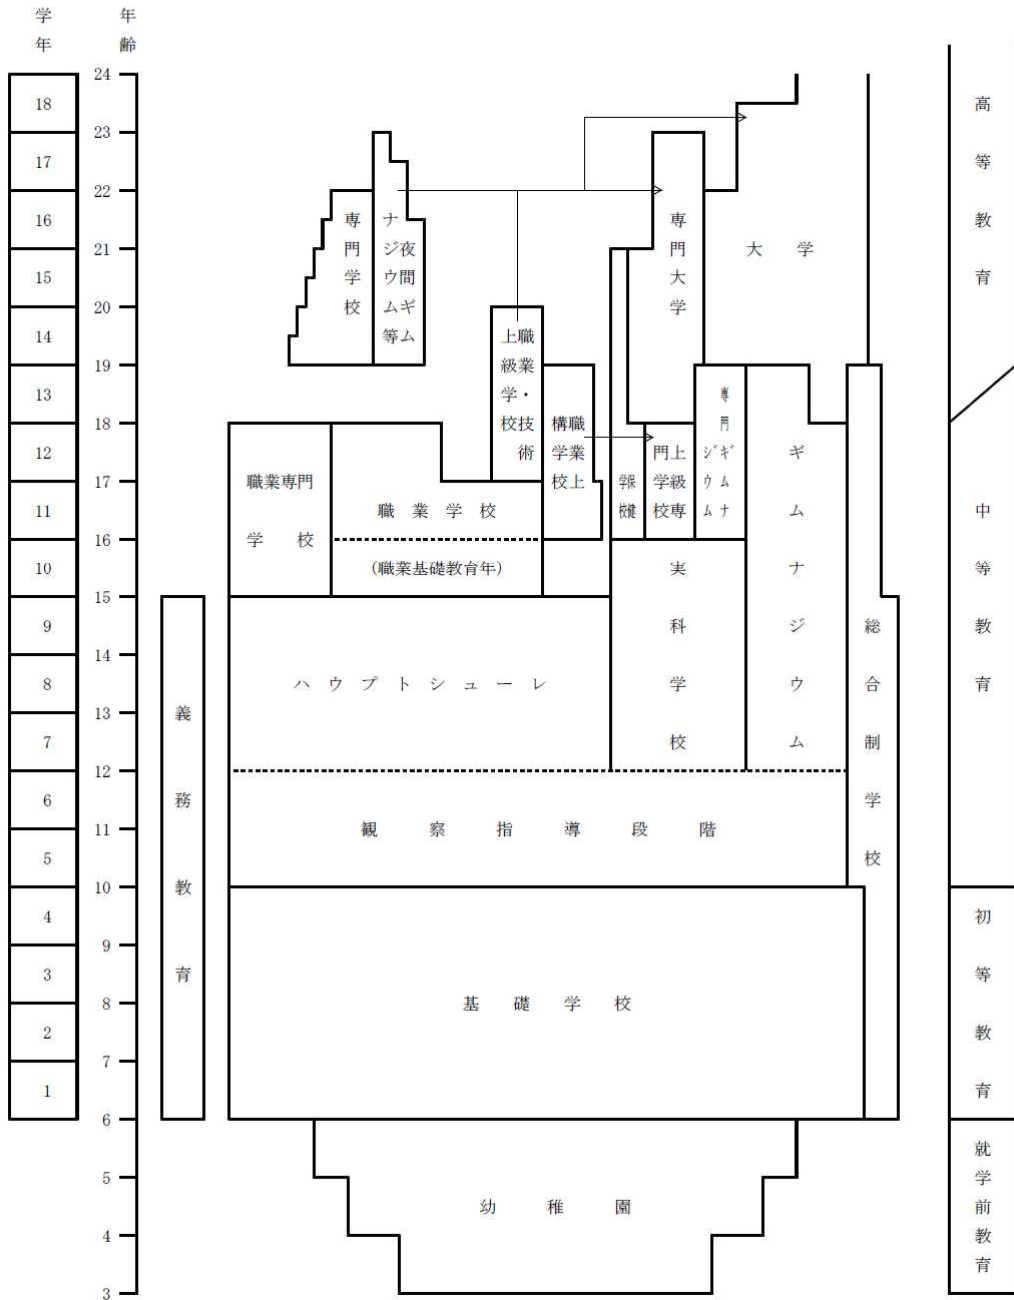 学年
年齢
24
18
23
17
22
16
21
15
20
14
19
13
18
12
17
11
16
10
15
9
14
8
13
7
12
6
11
5
10
4
9
3
8
2
7
1
6
5
4
3
義務教育
専門学校
夜間ギム
ナジウム等
専門大学
大学
職業・技術
上級学校
職業上
構学校
職業専門
学校
職業学校
(職業基礎教育年)
保健
学校
上級専
門学校
専門
ギムナ
ジウム
ギムナジウム
実科学校
総合制学校
ハウプトシューレ
観察指導段階
基礎学校
幼稚園
高等教育
中等教育
初等教育
就学前教育